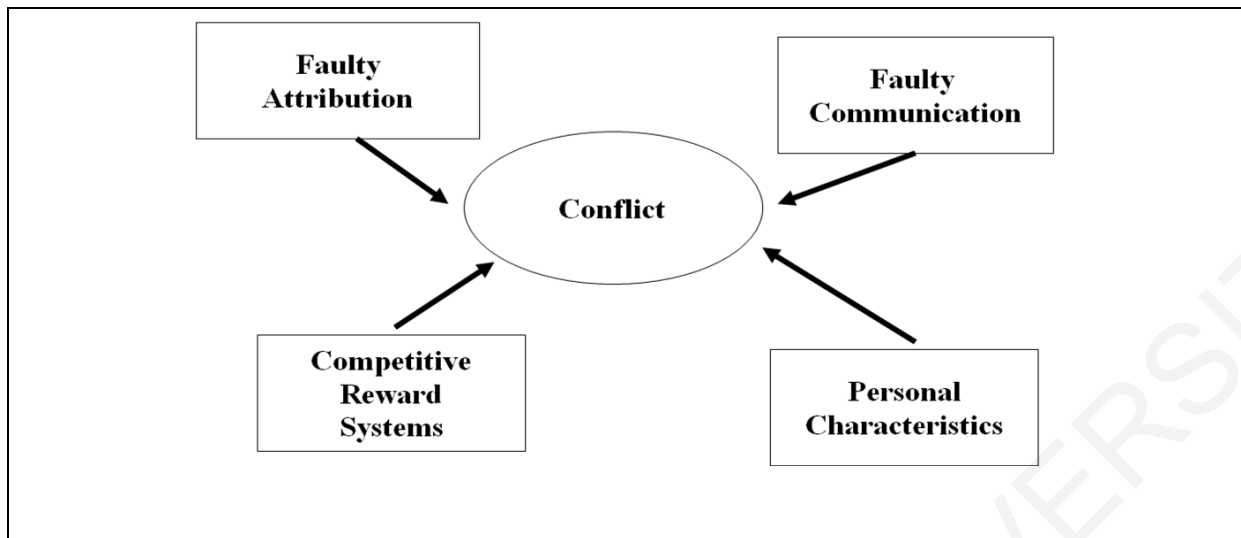 Faulty
Attribution
Faulty
Communication
Conflict
Competitive
Reward
Systems
Personal
Characteristics